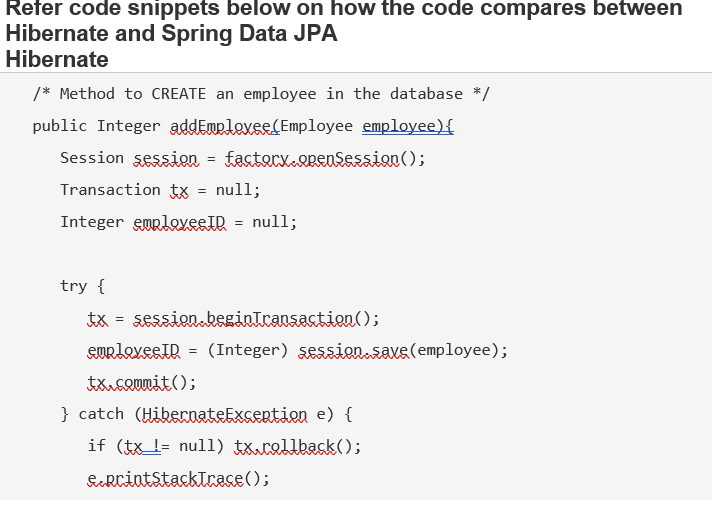 Refer code snippets below on how the code compares between
Hibernate and Spring Data JPA
Hibernate
/* Method to CREATE an employee in the database */
public Integer addEmployee(Employee employee){
Session session = factory.openSession();
Transaction tx = null;
Integer employeeID = null;
try {
tx = session.beginTransaction();
employeeID = (Integer) session.save(employee);
tx.commit();
} catch (HibernateException e) {
if (tx != null) tx.rollback();
e.printStackTrace();